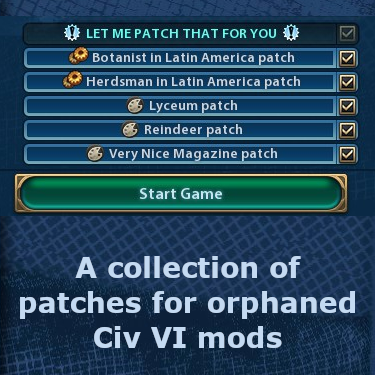 LET ME PATCH THAT FOR YOU
Botanist in Latin America patch
Herdsman in Latin America patch
Lyceum patch
Reindeer patch
Very Nice Magazine patch
Start Game
A collection of
patches for orphaned
Civ VI mods